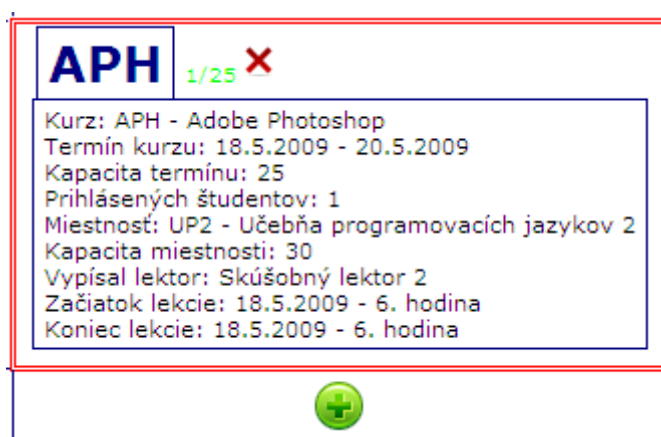 APH 1/25
Kurz: APH - Adobe Photoshop
Termín kurzu: 18.5.2009 - 20.5.2009
Kapacita termínu: 25
Prihlásených študentov: 1
Miestnosť: UP2 - Učebňa programovacích jazykov 2
Kapacita miestnosti: 30
Vypísal lektor: Skúšobný lektor 2
Začiatok lekcie: 18.5.2009 - 6. hodina
Koniec lekcie: 18.5.2009 - 6. hodina